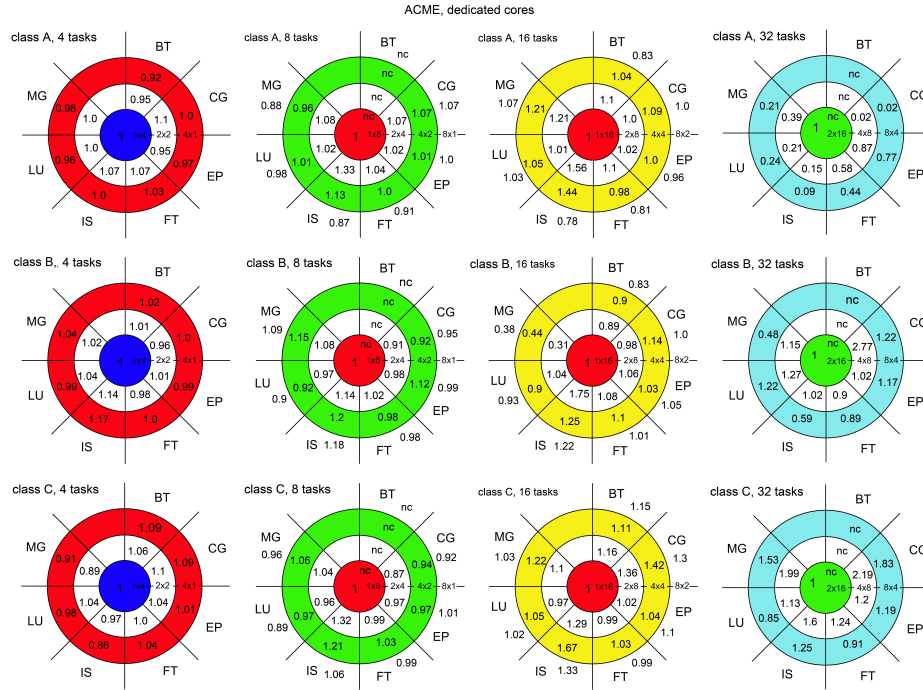 ACME, dedicated cores
class A, 4 tasks
BT
0.92
CG
1.0
EP
0.97
FT
1.03
IS
1.0
LU
0.96
MG
0.98
0.95
1.1
0.95
1.07
1.07
1.0
1.0
1 1x4 2x2 4x1
class A, 8 tasks
BT nc
nc
CG 1.07
1.07
EP 1.0
1.01
FT 0.91
1.0
IS 0.87
1.13
LU 0.98
1.01
MG 0.88
0.96
nc
1.07
1.02
1.04
1.33
1.02
1.08
nc
1 1x8 2x4 4x2 8x1
class A, 16 tasks
BT 0.83
1.04
CG 1.0
1.09
EP 0.96
1.0
FT 0.81
0.98
IS 0.78
1.44
LU 1.03
1.05
MG 1.07
1.21
1.1
1.0
1.02
1.1
1.56
1.01
1.21
1 1x16 2x8 4x4 8x2
class A, 32 tasks
BT
nc
CG
0.02
EP
0.77
FT
0.44
IS
0.09
LU
0.24
MG
0.21
nc
0.02
0.87
0.58
0.15
0.21
0.39
1 2x16 4x8 8x4
class B, 4 tasks
BT
1.02
CG
1.0
EP
0.99
FT
1.0
IS
1.17
LU
0.99
MG
1.04
1.01
0.96
1.01
0.98
1.14
1.04
1.02
1 1x4 2x2 4x1
class B, 8 tasks
BT nc
nc
CG 0.95
0.92
EP 0.99
1.12
FT 0.98
0.98
IS 1.18
1.2
LU 0.9
0.92
MG 1.09
1.15
nc
0.91
0.98
1.02
1.14
0.97
1.08
1 1x8 2x4 4x2 8x1
class B, 16 tasks
BT 0.83
0.9
CG 1.0
1.14
EP 1.05
1.03
FT 1.01
1.1
IS 1.22
1.25
LU 0.93
0.9
MG 0.38
0.44
0.89
0.98
1.06
1.08
1.75
1.04
0.31
1 1x16 2x8 4x4 8x2
class B, 32 tasks
BT
nc
CG
1.22
EP
1.17
FT
0.89
IS
0.59
LU
1.22
MG
0.48
nc
2.77
1.02
0.9
1.02
1.27
1.15
1 2x16 4x8 8x4
class C, 4 tasks
BT
1.09
CG
1.09
EP
1.01
FT
1.04
IS
0.86
LU
0.98
MG
0.91
1.06
1.1
1.04
1.0
0.97
1.04
0.89
1 1x4 2x2 4x1
class C, 8 tasks
BT nc
nc
CG 0.92
0.94
EP 1.01
0.97
FT 0.99
1.03
IS 1.06
1.21
LU 0.89
0.97
MG 0.96
1.06
nc
0.87
0.97
0.99
1.32
0.96
1.04
1 1x8 2x4 4x2 8x1
class C, 16 tasks
BT 1.15
1.11
CG 1.3
1.42
EP 1.1
1.04
FT 0.99
1.03
IS 1.33
1.67
LU 1.02
1.05
MG 1.03
1.22
1.16
1.36
1.02
0.99
1.29
0.97
1.1
1 1x16 2x8 4x4 8x2
class C, 32 tasks
BT
nc
CG
1.83
EP
1.19
FT
0.91
IS
1.25
LU
0.85
MG
1.53
nc
2.19
1.2
1.24
1.6
1.13
1.99
1 2x16 4x8 8x4